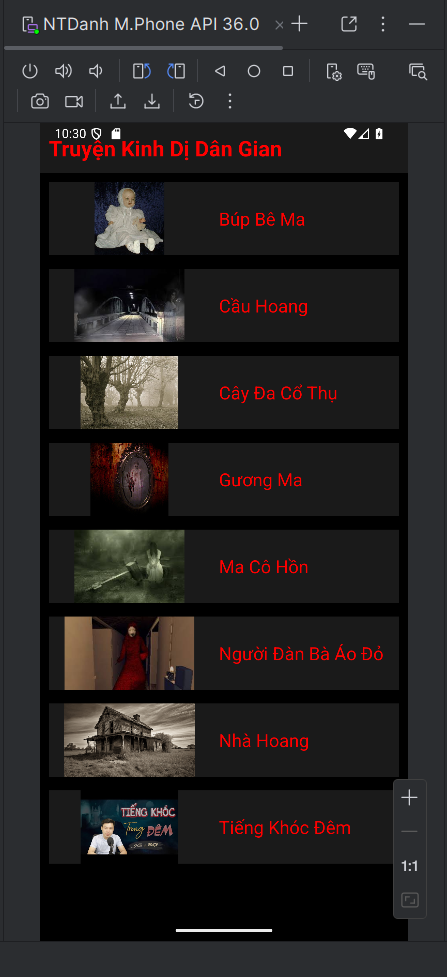 NTDanh M.Phone API 36.0
10:30
Truyện Kinh Dị Dân Gian
Búp Bê Ma
Cầu Hoang
Cây Đa Cổ Thụ
Gương Ma
Ma Cô Hồn
Người Đàn Bà Áo Đỏ
Nhà Hoang
TIẾNG KHÓC
Trong ĐÊM
Tiếng Khóc Đêm
1:1